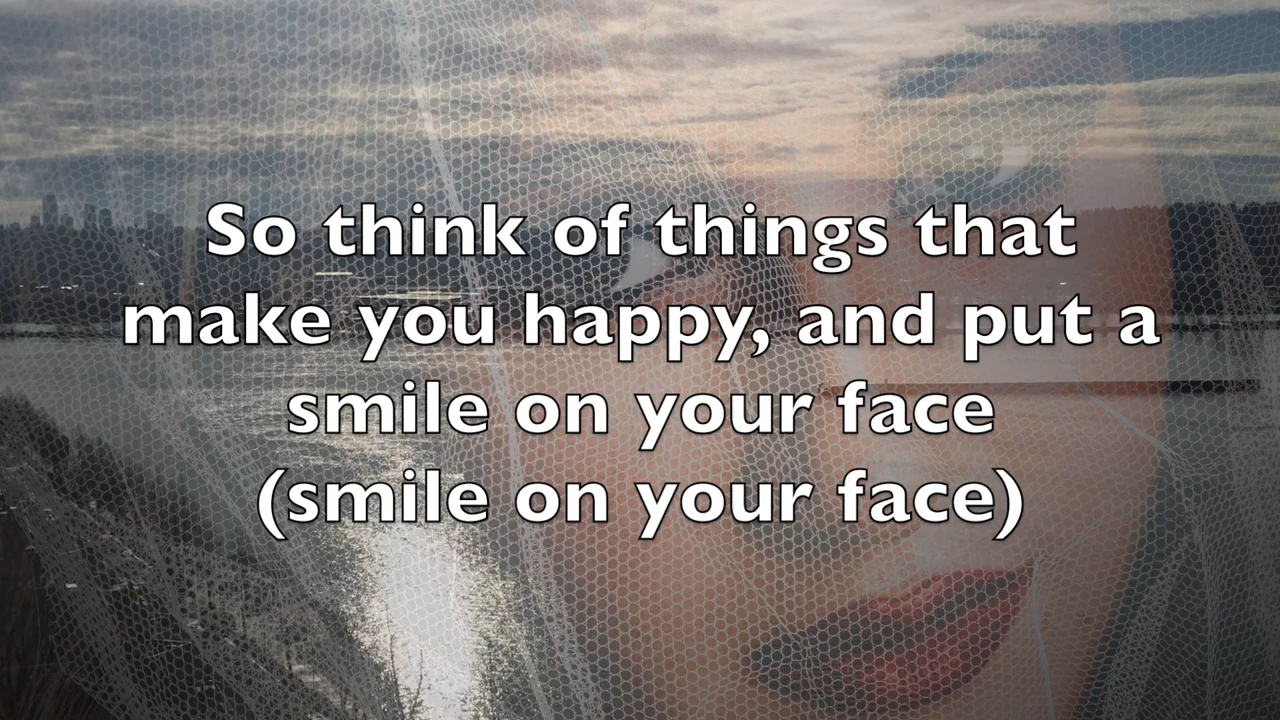 So think of things that
make you happy, and put a
smile on your face
(smile on your face)